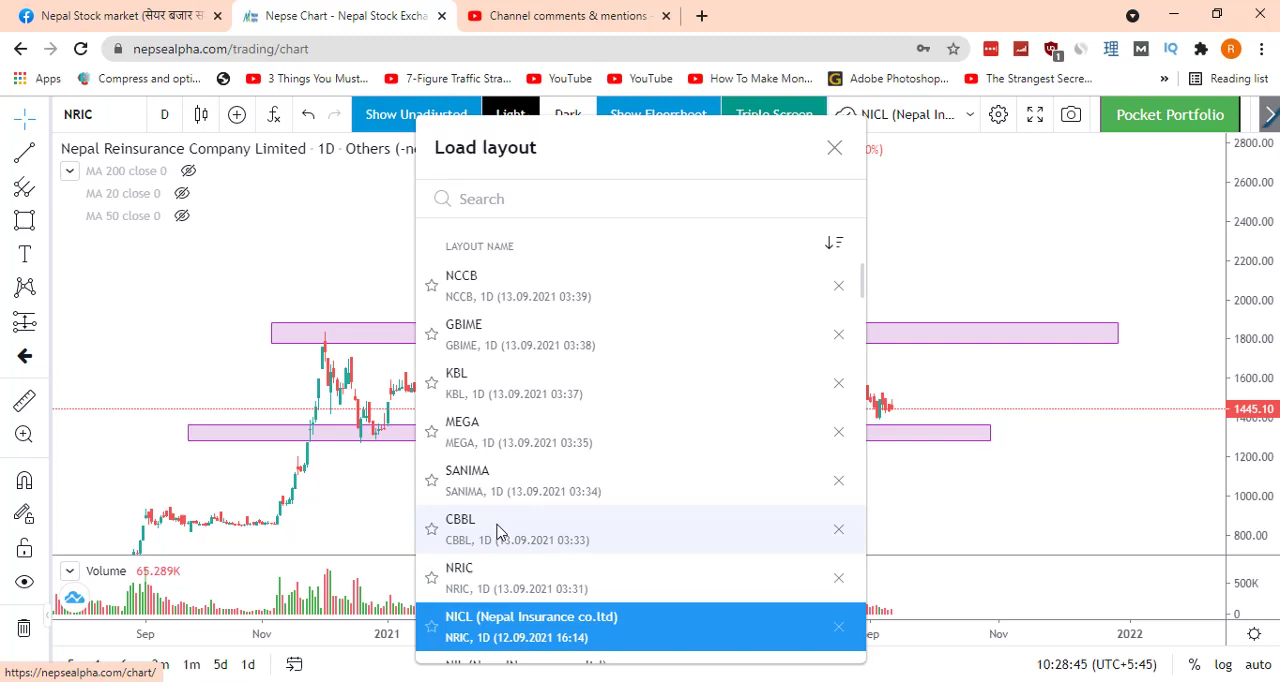 Nepal Stock market (सेयर बजार स
Nepse Chart - Nepal Stock Excha
Channel comments & mentions -
nepsealpha.com/trading/chart
Apps
Compress and opti...
3 Things You Must...
7-Figure Traffic Stra...
YouTube
YouTube
How To Make Mon...
Adobe Photoshop...
The Strangest Secre...
»
Reading list
NRIC
D
Show Unadjusted
Light
Dark
Show Floorsheet
Triple Screen
NICL (Nepal In...
Pocket Portfolio
Nepal Reinsurance Company Limited · 1D · Others (-ne
0%)
MA 200 close 0
MA 20 close 0
MA 50 close 0
Load layout
Search
LAYOUT NAME
NCCB
NCCB, 1D (13.09.2021 03:39)
GBIME
GBIME, 1D (13.09.2021 03:38)
KBL
KBL, 1D (13.09.2021 03:37)
MEGA
MEGA, 1D (13.09.2021 03:35)
SANIMA
SANIMA, 1D (13.09.2021 03:34)
CBBL
CBBL, 1D (13.09.2021 03:33)
NRIC
NRIC, 1D (13.09.2021 03:31)
NICL (Nepal Insurance co.ltd)
NRIC, 1D (12.09.2021 16:14)
2800.00
2600.00
2400.00
2200.00
2000.00
1800.00
1600.00
1445.10
1200.00
1000.00
800.00
Volume 65.289K
500K
0
Sep
Nov
2021
Sep
Nov
2022
1m
5d
1d
10:28:45 (UTC+5:45)
%
log
auto
https://nepsealpha.com/chart/